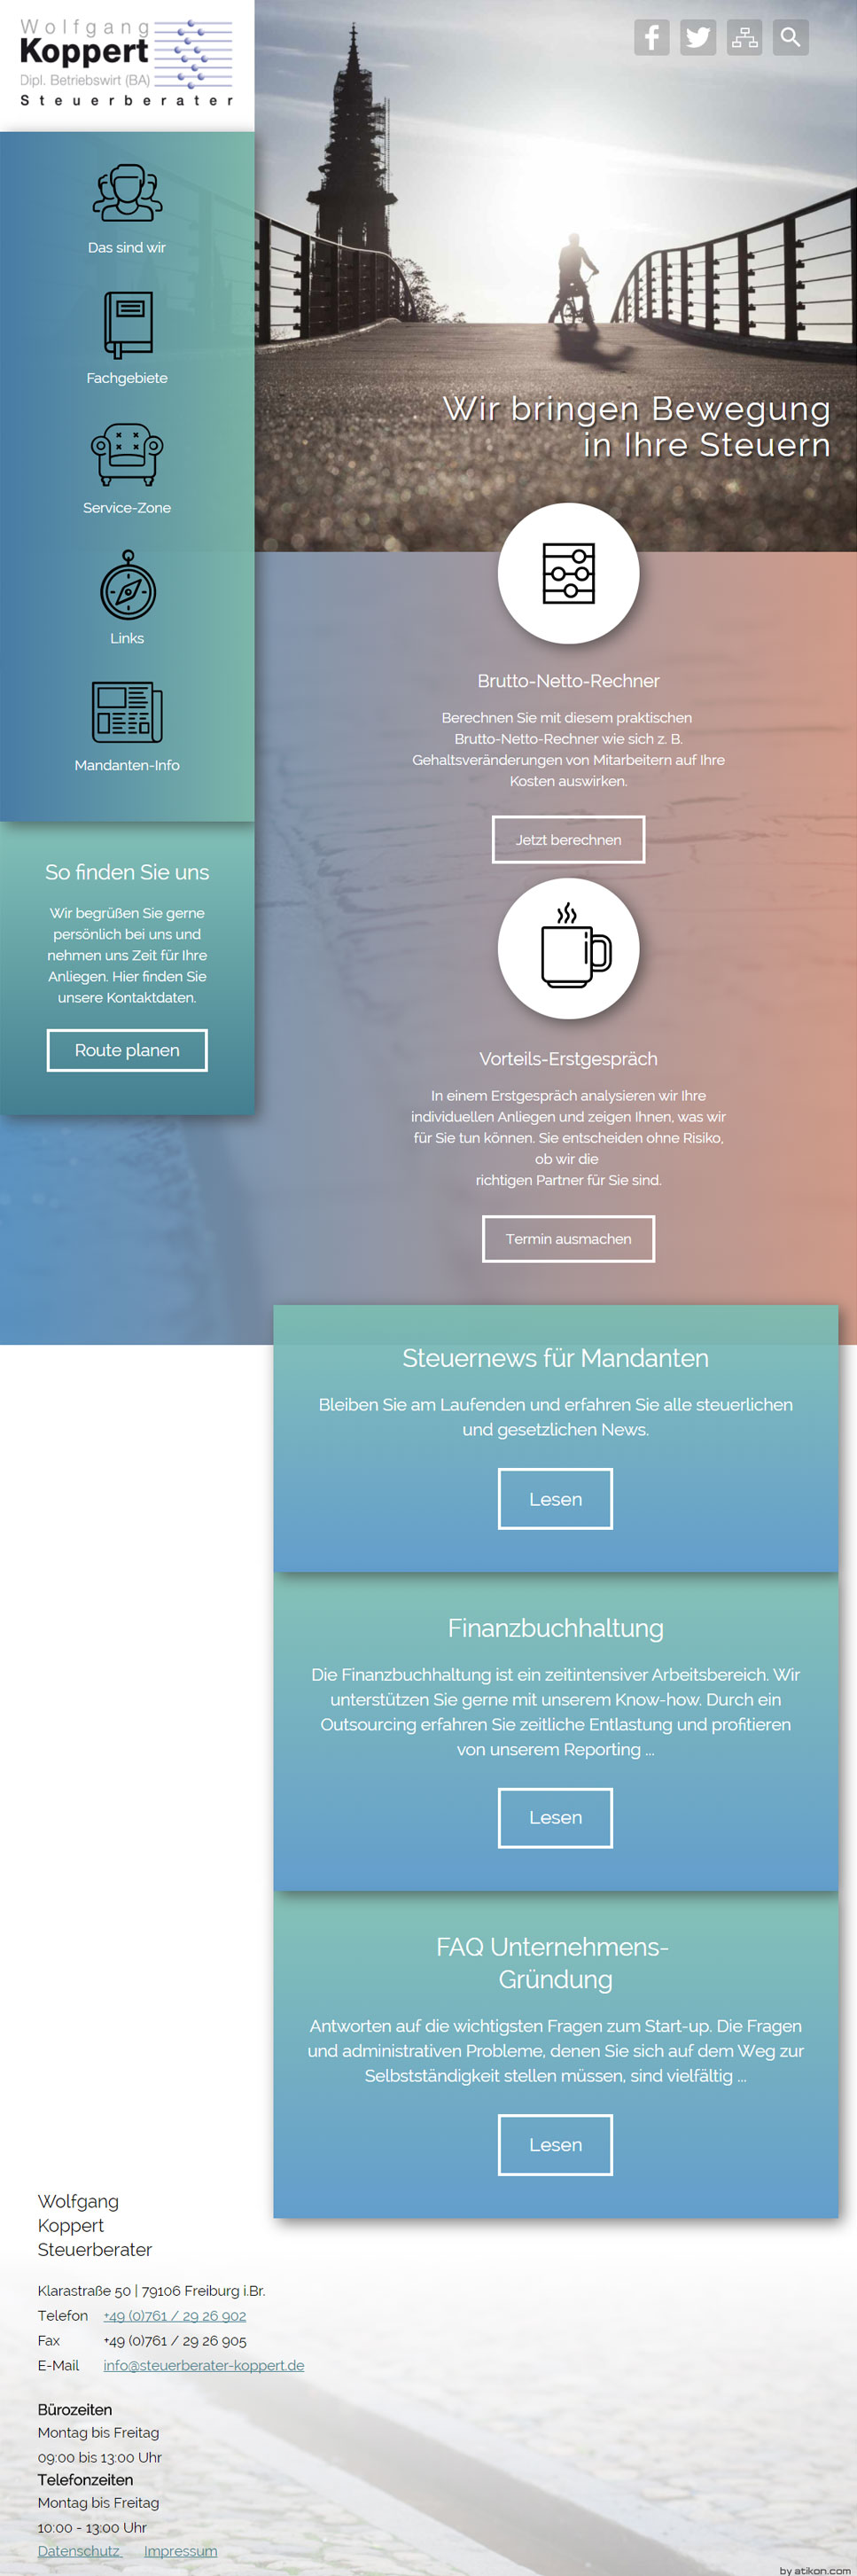 Wolfgang
Koppert
Dipl. Betriebswirt (BA)
Steuerberater
Das sind wir
Fachgebiete
Service-Zone
Links
Mandanten-Info
So finden Sie uns
Wir begrüßen Sie gerne
persönlich bei uns und
nehmen uns Zeit für Ihre
Anliegen. Hier finden Sie
unsere Kontaktdaten.
Route planen
Wir bringen Bewegung
in Ihre Steuern
Brutto-Netto-Rechner
Berechnen Sie mit diesem praktischen
Brutto-Netto-Rechner wie sich z. B.
Gehaltsveränderungen von Mitarbeitern auf Ihre
Kosten auswirken.
Jetzt berechnen
Vorteils-Erstgespräch
In einem Erstgespräch analysieren wir Ihre
individuellen Anliegen und zeigen Ihnen, was wir
für Sie tun können. Sie entscheiden ohne Risiko,
ob wir die
richtigen Partner für Sie sind.
Termin ausmachen
Steuernews für Mandanten
Bleiben Sie am Laufenden und erfahren Sie alle steuerlichen
und gesetzlichen News.
Lesen
Finanzbuchhaltung
Die Finanzbuchhaltung ist ein zeitintensiver Arbeitsbereich. Wir
unterstützen Sie gerne mit unserem Know-how. Durch ein
Outsourcing erfahren Sie zeitliche Entlastung und profitieren
von unserem Reporting ...
Lesen
FAQ Unternehmens-
Gründung
Antworten auf die wichtigsten Fragen zum Start-up. Die Fragen
und administrativen Probleme, denen Sie sich auf dem Weg zur
Selbstständigkeit stellen müssen, sind vielfältig ...
Lesen
Wolfgang
Koppert
Steuerberater
Klarastraße 50 | 79106 Freiburg i.Br.
Telefon +49 (0)761 / 29 26 902
Fax +49 (0)761 / 29 26 905
E-Mail info@steuerberater-koppert.de
Bürozeiten
Montag bis Freitag
09:00 bis 13:00 Uhr
Telefonzeiten
Montag bis Freitag
10:00 - 13:00 Uhr
Datenschutz Impressum
by atikon.com